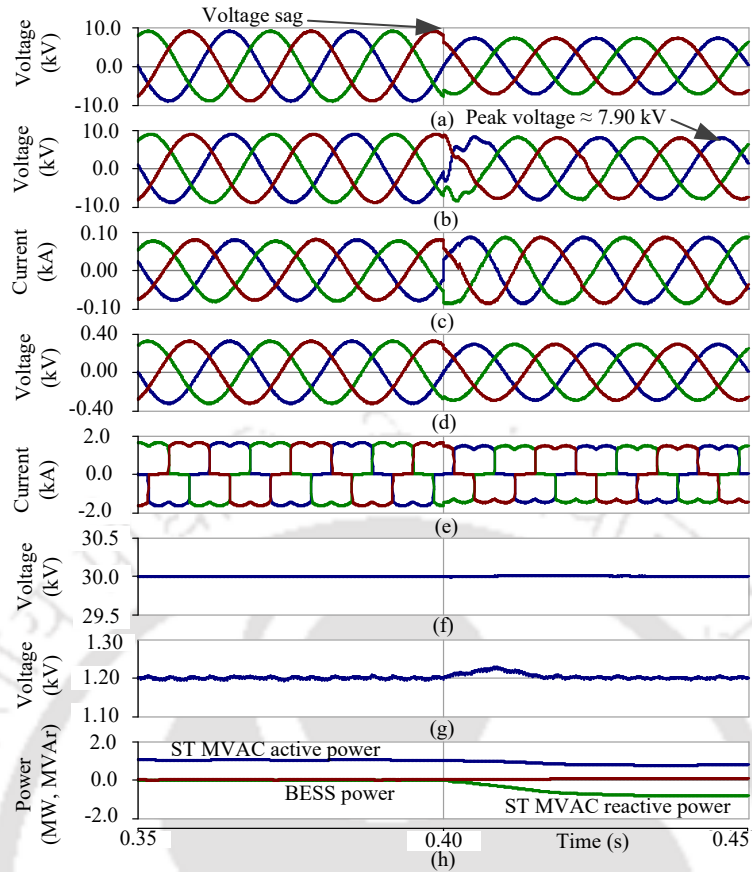 Voltage sag
Voltage
(kV)
10.0
0.0
-10.0
(a)
Peak voltage ≈ 7.90 kV
Voltage
(kV)
10.0
0.0
-10.0
(b)
Current
(kA)
0.10
0.00
-0.10
(c)
Voltage
(kV)
0.40
0.00
-0.40
(d)
Current
(kA)
2.0
0.0
-2.0
(e)
Voltage
(kV)
30.5
30.0
29.5
(f)
Voltage
(kV)
1.30
1.20
1.10
(g)
Power
(MW, MVAr)
2.0
0.0
-2.0
ST MVAC active power
BESS power
ST MVAC reactive power
0.35
0.40
Time (s)
0.45
(h)